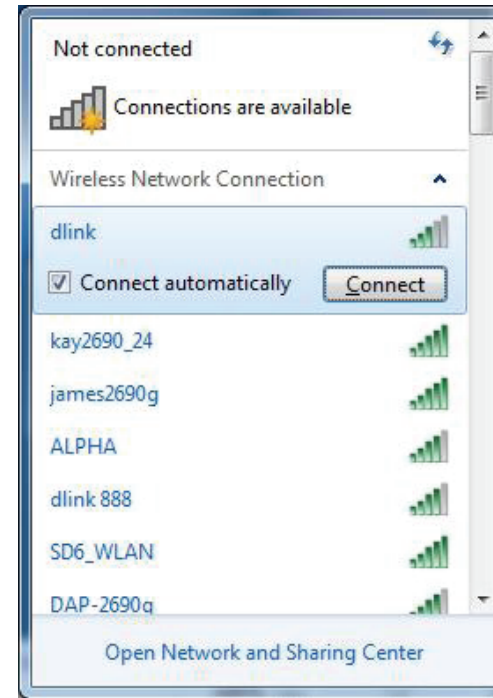 Not connected
Connections are available
Wireless Network Connection
dlink
Connect automatically
Connect
kay2690_24
james2690g
ALPHA
dlink 888
SD6_WLAN
DAP-2690g
Open Network and Sharing Center